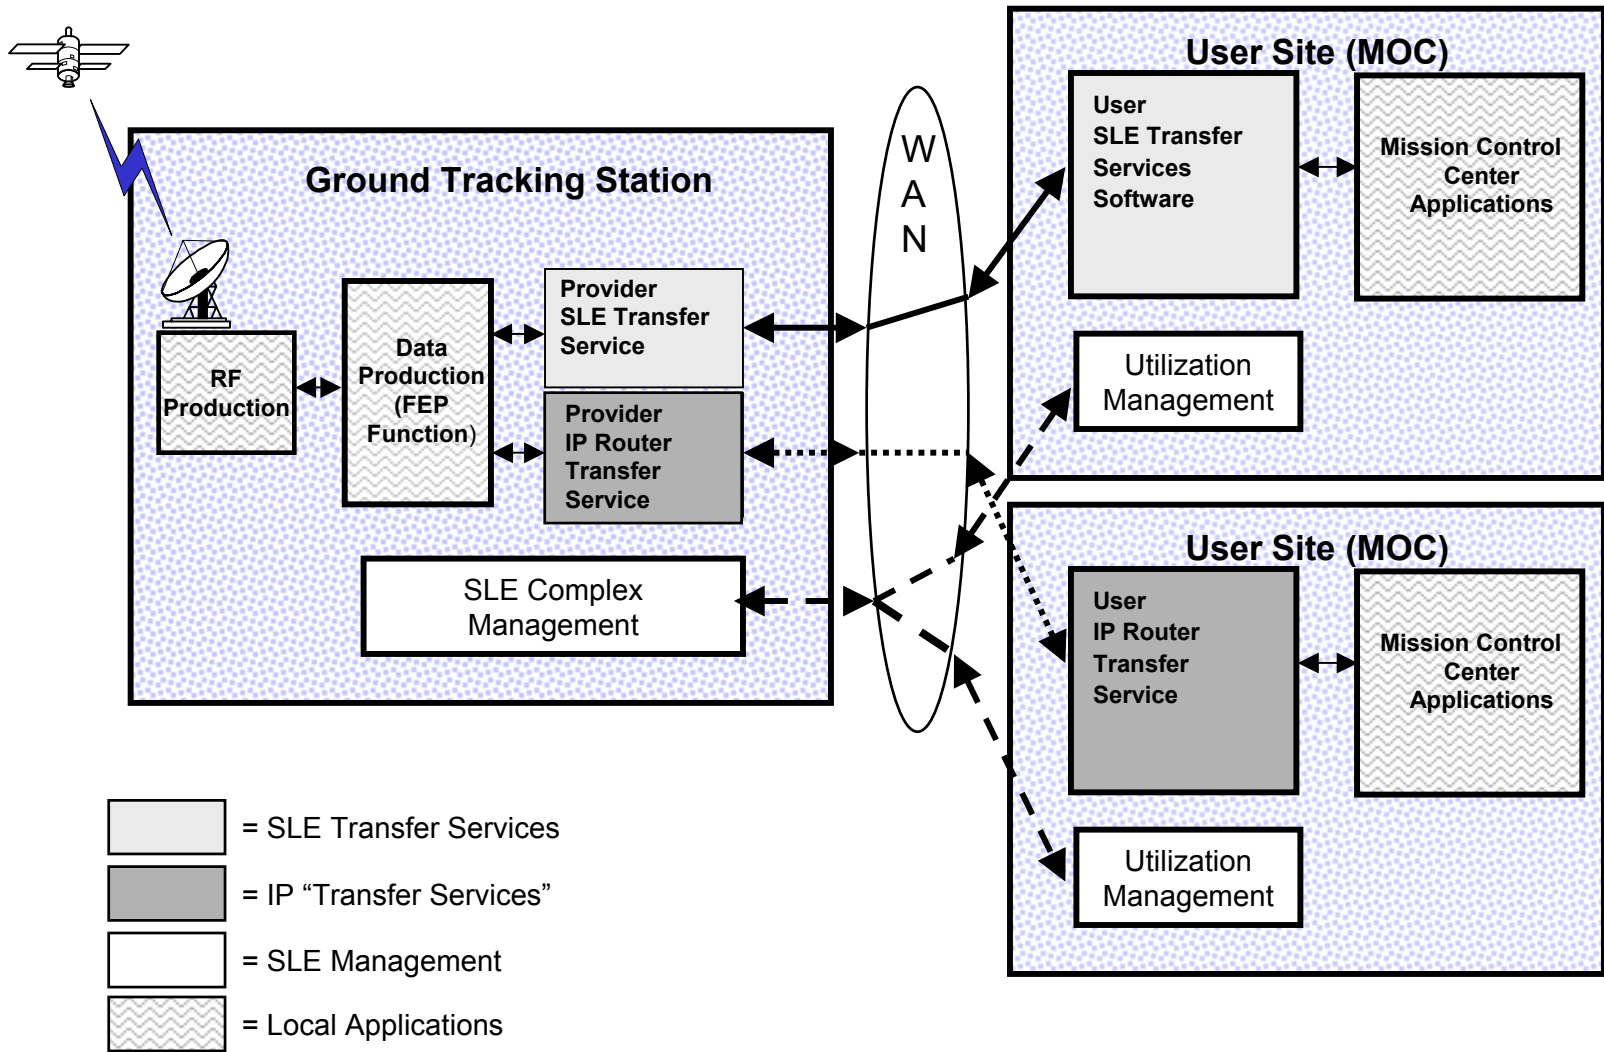 Ground Tracking Station
RF
Production
Data
Production
(FEP
Function)
Provider
SLE Transfer
Service
Provider
IP Router
Transfer
Service
SLE Complex
Management
W
A
N
User Site (MOC)
User
SLE Transfer
Services
Software
Mission Control
Center
Applications
Utilization
Management
User Site (MOC)
User
IP Router
Transfer
Service
Mission Control
Center
Applications
Utilization
Management
= SLE Transfer Services
= IP “Transfer Services”
= SLE Management
= Local Applications